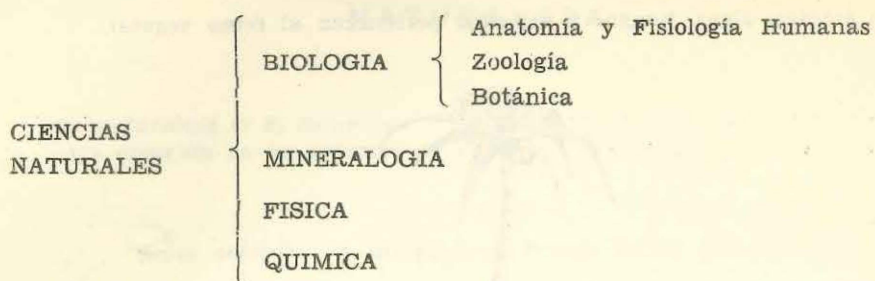 CIENCIAS
NATURALES
BIOLOGIA
Anatomía y Fisiología Humanas
Zoología
Botánica
MINERALOGIA
FISICA
QUIMICA